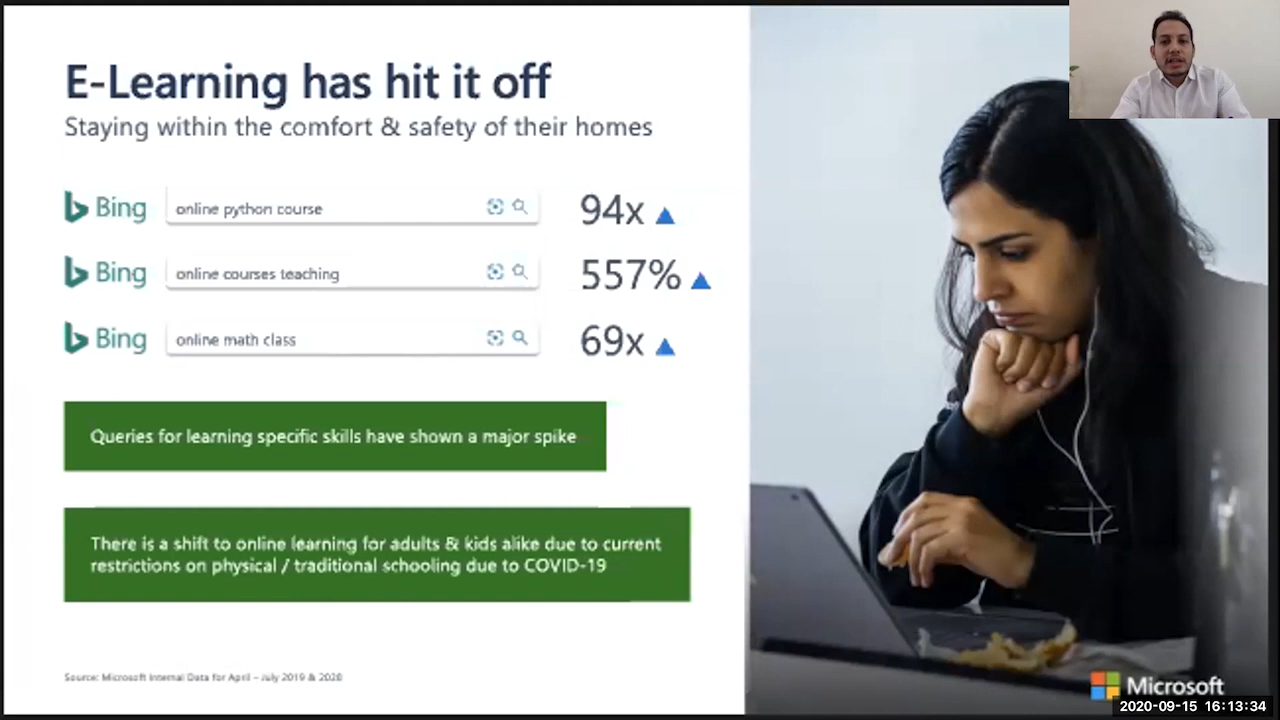 E-Learning has hit it off
Staying within the comfort & safety of their homes
Bing online python course 94x
Bing online courses teaching 557%
Bing online math class 69x
Queries for learning specific skills have shown a major spike
There is a shift to online learning for adults & kids alike due to current
restrictions on physical / traditional schooling due to COVID-19
Source: Microsoft Internal Data for April – July 2019 & 2020
Microsoft
2020-09-15 16:13:34